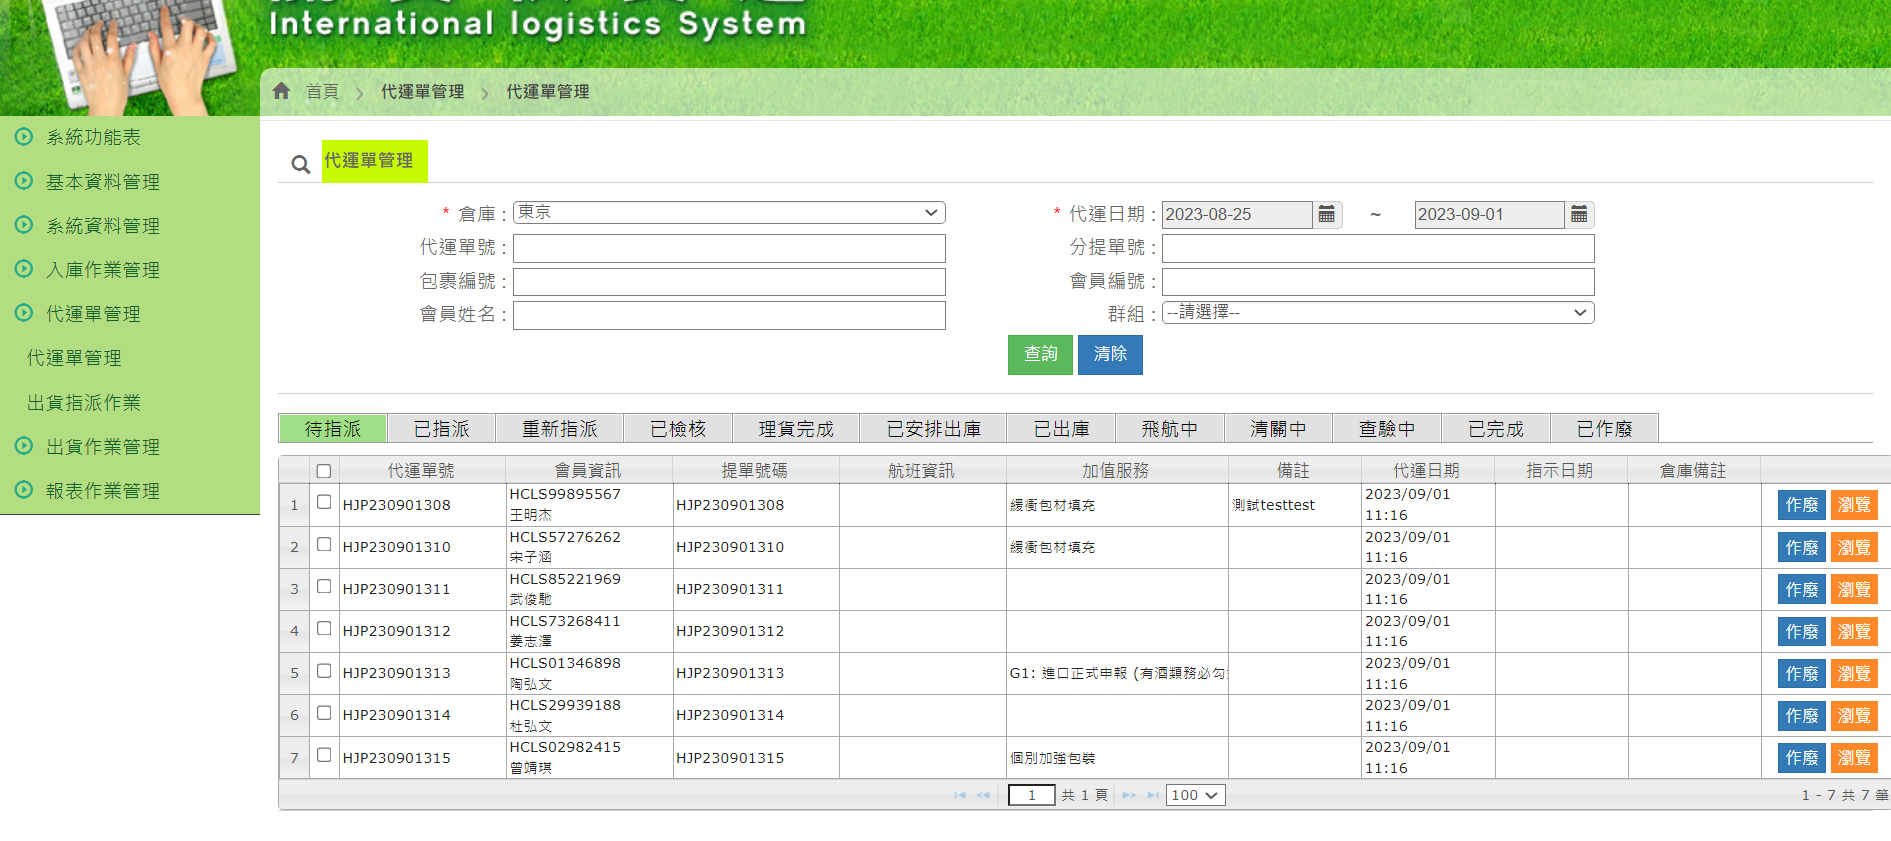 International logistics System
首頁 > 代運單管理 > 代運單管理
系統功能表
基本資料管理
系統資料管理
入庫作業管理
代運單管理
代運單管理
出貨指派作業
出貨作業管理
報表作業管理
代運單管理
* 倉庫 : 東京
* 代運日期 : 2023-08-25 ~ 2023-09-01
代運單號 :
分提單號 :
包裹編號 :
會員編號 :
會員姓名 :
群組 : --請選擇--
查詢 清除
待指派 已指派 重新指派 已檢核 理貨完成 已安排出庫 已出庫 飛航中 清關中 查驗中 已完成 已作廢
代運單號 會員資訊 提單號碼 航班資訊 加值服務 備註 代運日期 指示日期 倉庫備註
1 HJP230901308 HCLS99895567 王明杰 HJP230901308 緩衝包材填充 測試testtest 2023/09/01 11:16 作廢 瀏覽
2 HJP230901310 HCLS57276262 宋子涵 HJP230901310 緩衝包材填充 2023/09/01 11:16 作廢 瀏覽
3 HJP230901311 HCLS85221969 武俊馳 HJP230901311 2023/09/01 11:16 作廢 瀏覽
4 HJP230901312 HCLS73268411 姜志澤 HJP230901312 2023/09/01 11:16 作廢 瀏覽
5 HJP230901313 HCLS01346898 陶弘文 HJP230901313 G1: 進口正式申報 (有酒類務必勾 2023/09/01 11:16 作廢 瀏覽
6 HJP230901314 HCLS29939188 杜弘文 HJP230901314 2023/09/01 11:16 作廢 瀏覽
7 HJP230901315 HCLS02982415 曾靖琪 HJP230901315 個別加強包裝 2023/09/01 11:16 作廢 瀏覽
1 共 1 頁 100
1 - 7 共 7 筆